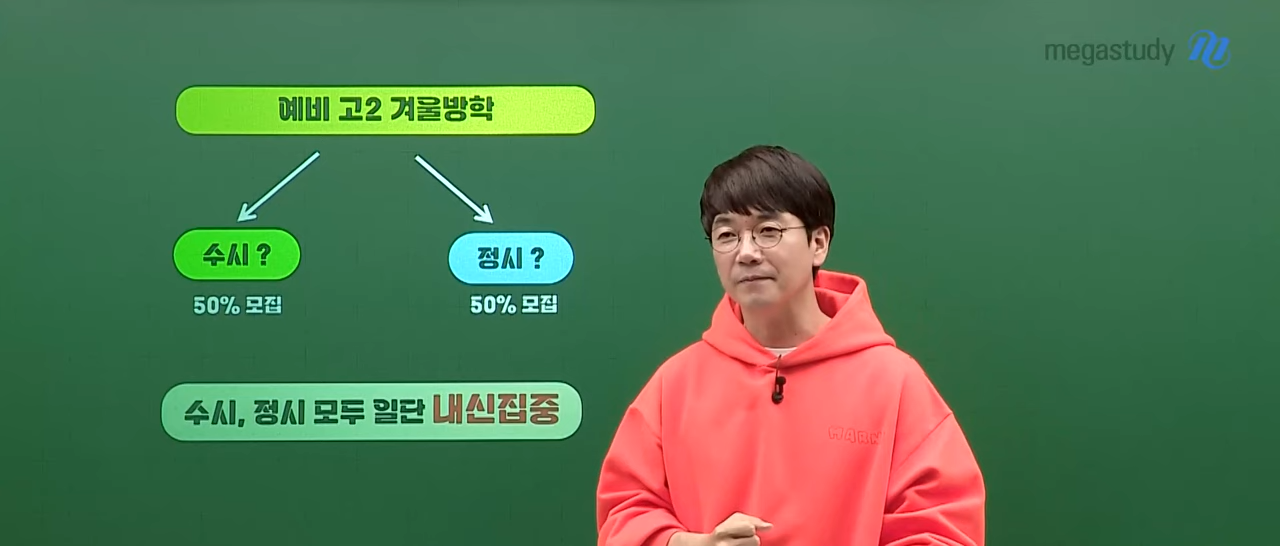 megastudy
예비 고2 겨울방학
수시 ?
정시 ?
50% 모집
50% 모집
수시, 정시 모두 일단 내신집중